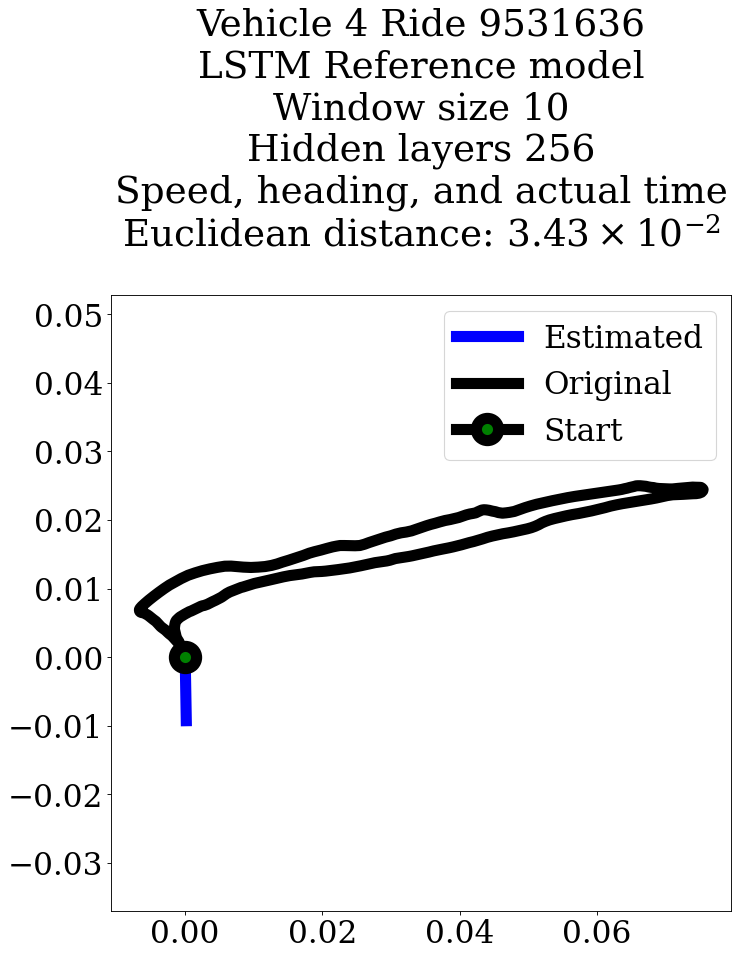 Vehicle 4 Ride 9531636
LSTM Reference model
Window size 10
Hidden layers 256
Speed, heading, and actual time
Euclidean distance: 3.43 × 10⁻²
Estimated
Original
Start
0.05
0.04
0.03
0.02
0.01
0.00
−0.01
−0.02
−0.03
0.00 0.02 0.04 0.06